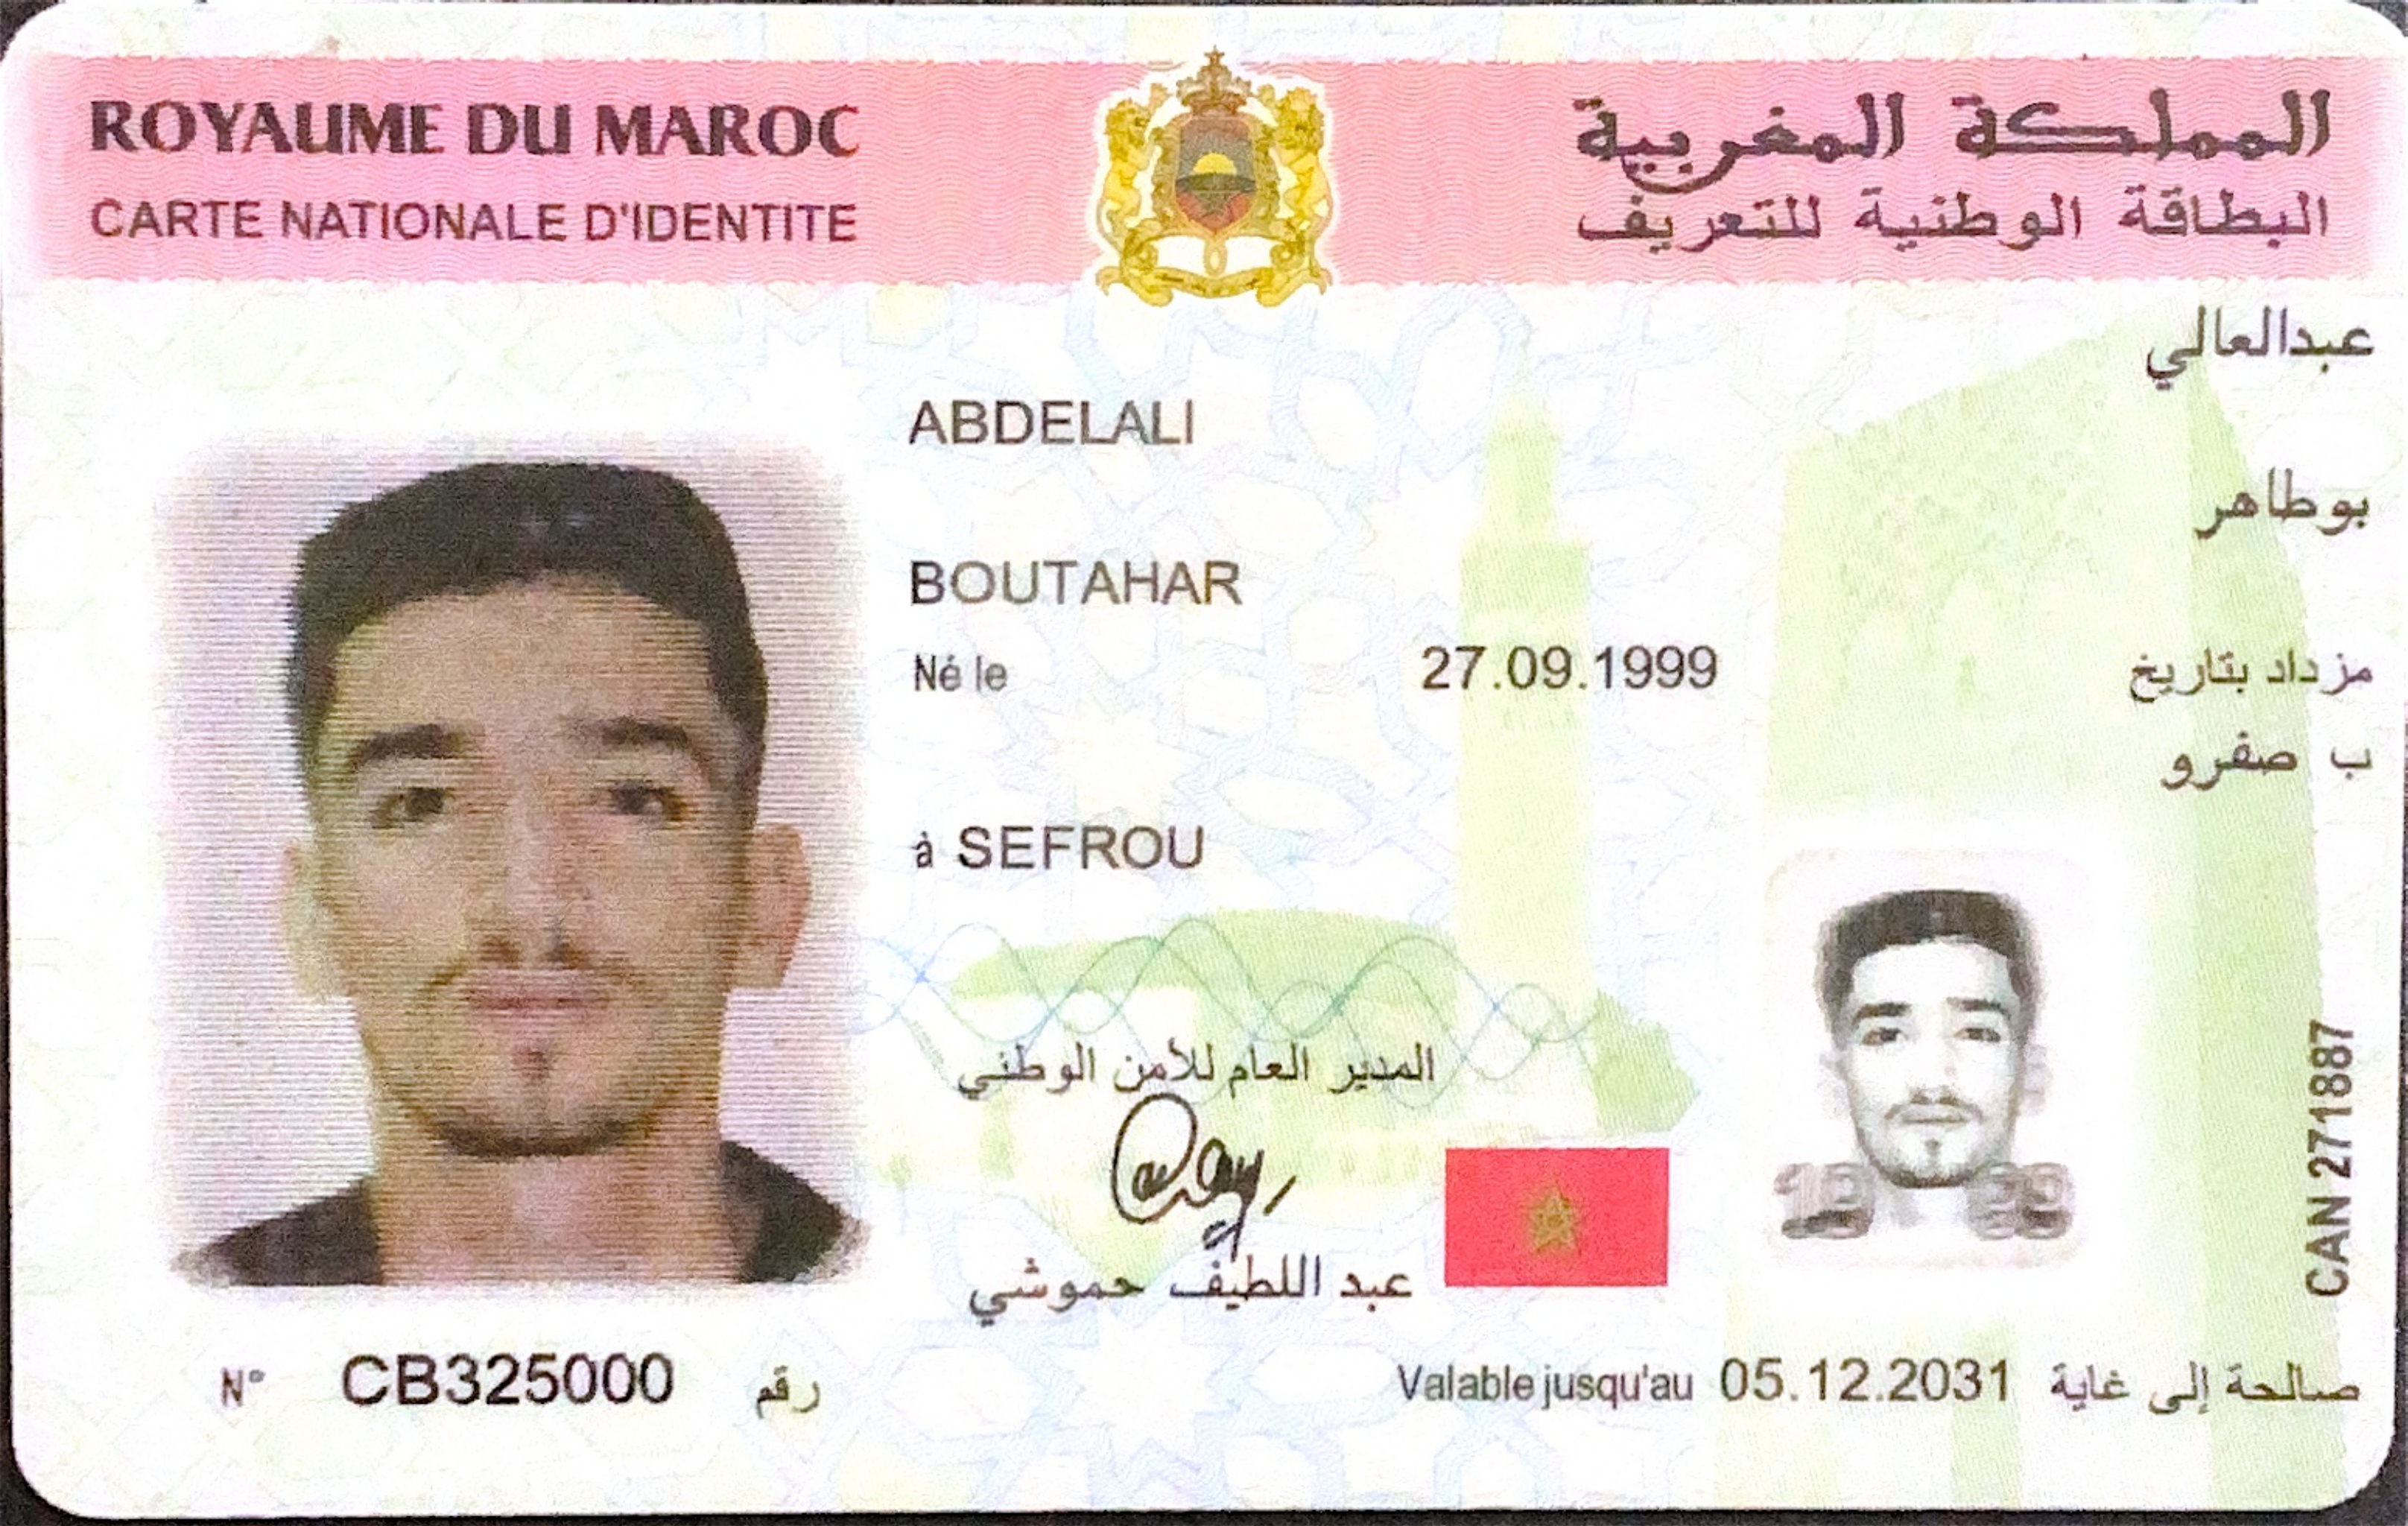 ROYAUME DU MAROC
المملكة المغربية
CARTE NATIONALE D'IDENTITE
البطاقة الوطنية للتعريف
عبدالعالي
ABDELALI
بوطاهر
BOUTAHAR
Né le 27.09.1999 مزداد بتاريخ
ب صفرو
à SEFROU
المدير العام للأمن الوطني
عبد اللطيف حموشي
19 99
CAN 271887
N° CB325000 رقم
Valable jusqu'au 05.12.2031 صالحة إلى غاية